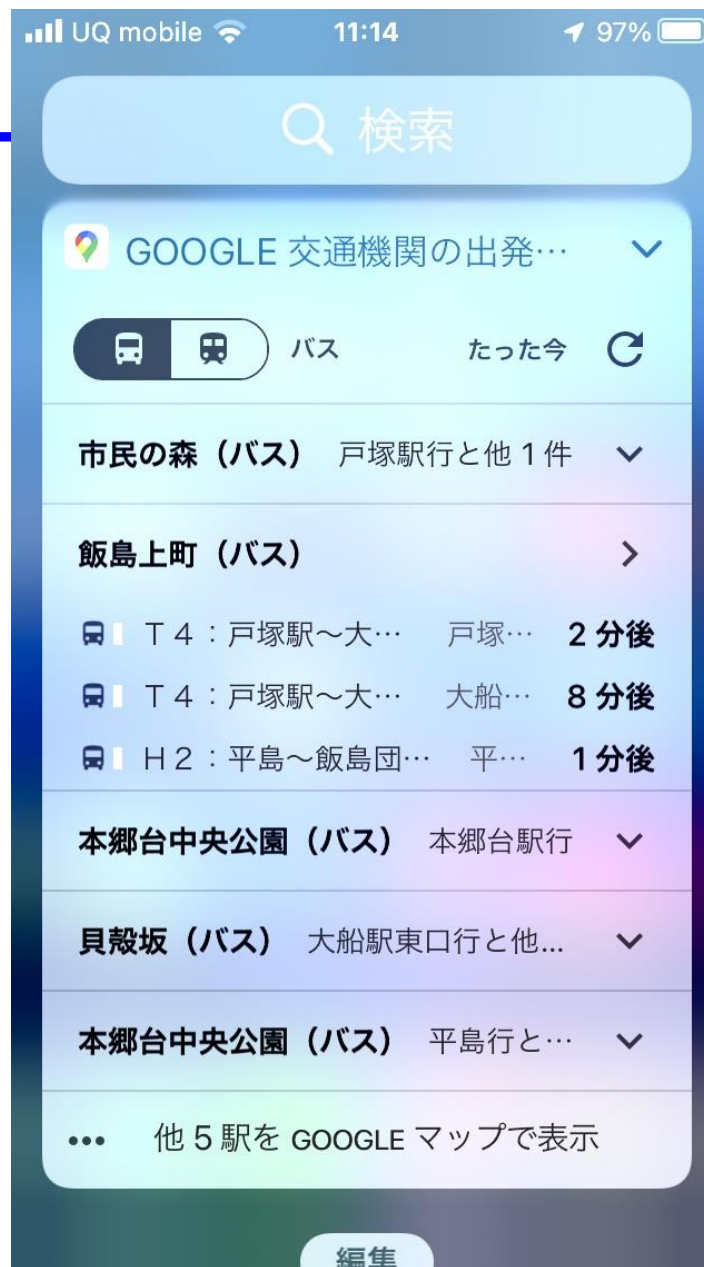 UQ mobile 11:14 97%
検索
GOOGLE 交通機関の出発…
バス たった今
市民の森（バス） 戸塚駅行と他 1 件
飯島上町（バス）
T 4：戸塚駅～大… 戸塚… 2 分後
T 4：戸塚駅～大… 大船… 8 分後
H 2：平島～飯島団… 平… 1 分後
本郷台中央公園（バス） 本郷台駅行
貝殻坂（バス） 大船駅東口行と他...
本郷台中央公園（バス） 平島行と…
••• 他 5 駅を GOOGLE マップで表示
編集